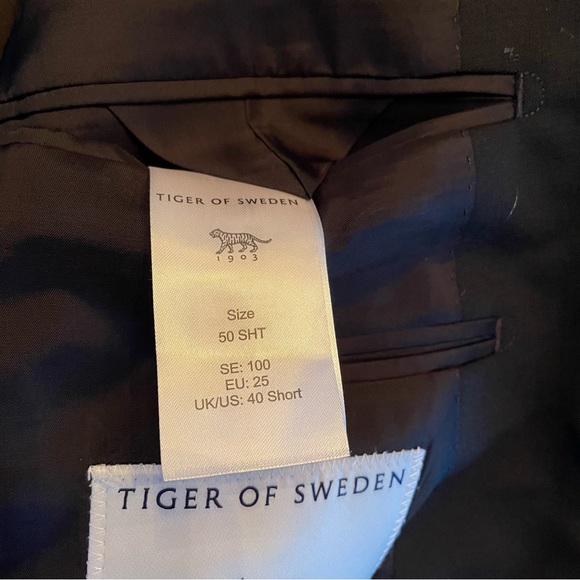 TIGER OF SWEDEN
1903
Size
50 SHT
SE: 100
EU: 25
UK/US: 40 Short
TIGER OF SWEDEN